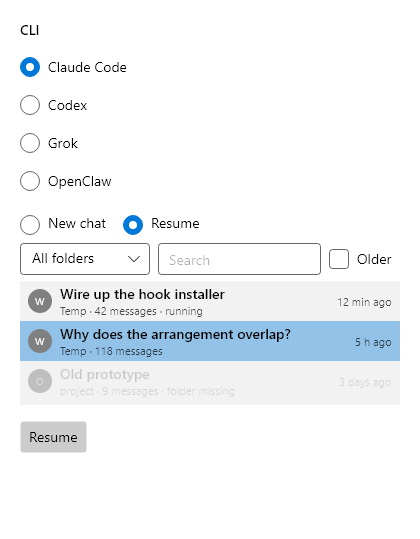 CLI
Claude Code
Codex
Grok
OpenClaw
New chat Resume
All folders Search Older
W Wire up the hook installer 12 min ago
Temp · 42 messages · running
W Why does the arrangement overlap? 5 h ago
Temp · 118 messages
O Old prototype 3 days ago
project · 9 messages · folder missing
Resume